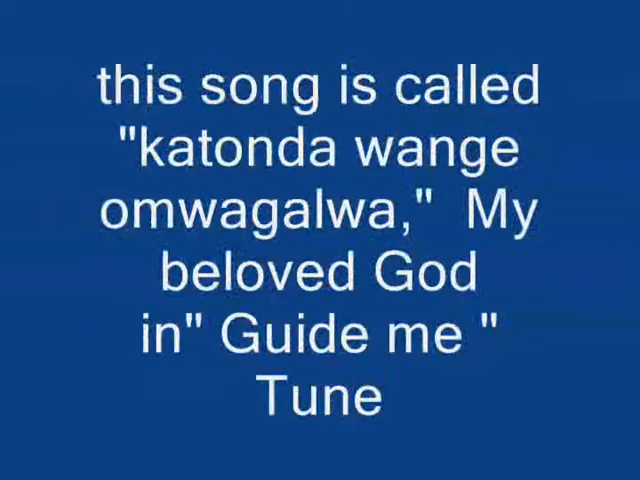 this song is called
"katonda wange
omwagalwa,"  My
beloved God
in" Guide me "
Tune